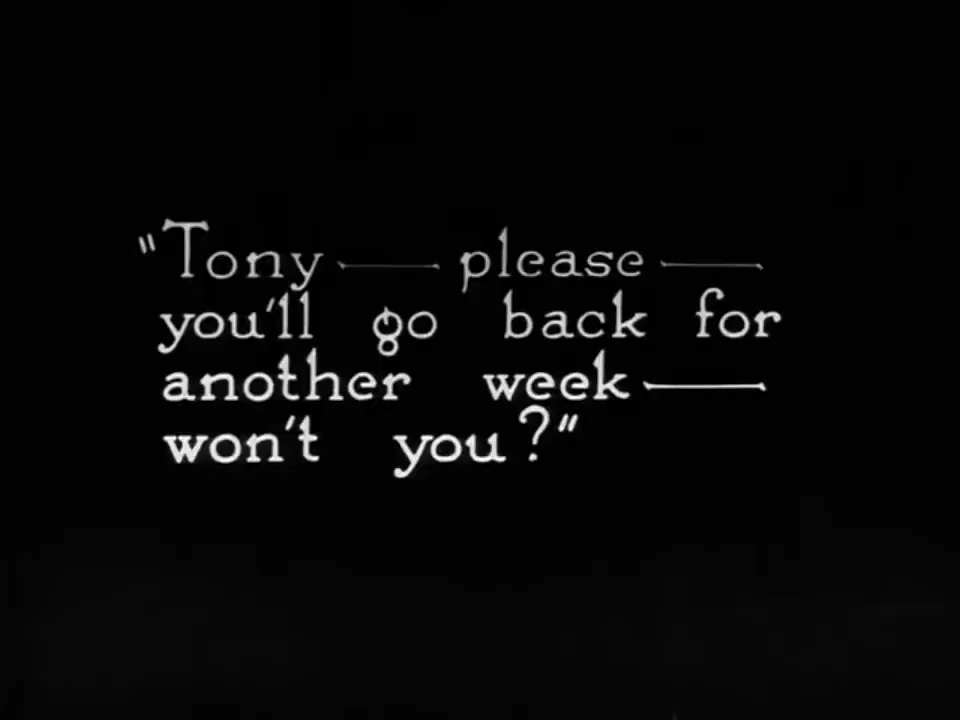 "Tony — please —
you'll go back for
another week —
won't you?"